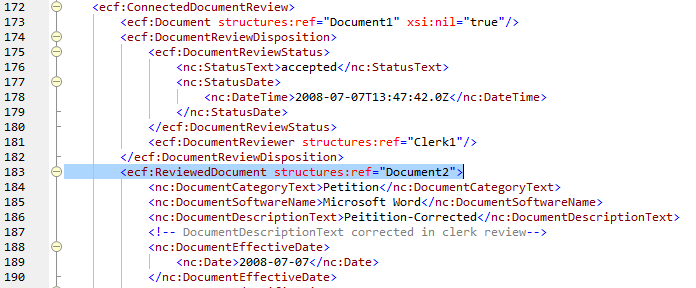 172 <ecf:ConnectedDocumentReview>
173 <ecf:Document structures:ref="Document1" xsi:nil="true"/>
174 <ecf:DocumentReviewDisposition>
175 <ecf:DocumentReviewStatus>
176 <nc:StatusText>accepted</nc:StatusText>
177 <nc:StatusDate>
178 <nc:DateTime>2008-07-07T13:47:42.0Z</nc:DateTime>
179 </nc:StatusDate>
180 </ecf:DocumentReviewStatus>
181 <ecf:DocumentReviewer structures:ref="Clerk1"/>
182 </ecf:DocumentReviewDisposition>
183 <ecf:ReviewedDocument structures:ref="Document2">
184 <nc:DocumentCategoryText>Petition</nc:DocumentCategoryText>
185 <nc:DocumentSoftwareName>Microsoft Word</nc:DocumentSoftwareName>
186 <nc:DocumentDescriptionText>Peitition-Corrected</nc:DocumentDescriptionText>
187 <!-- DocumentDescriptionText corrected in clerk review-->
188 <nc:DocumentEffectiveDate>
189 <nc:Date>2008-07-07</nc:Date>
190 </nc:DocumentEffectiveDate>